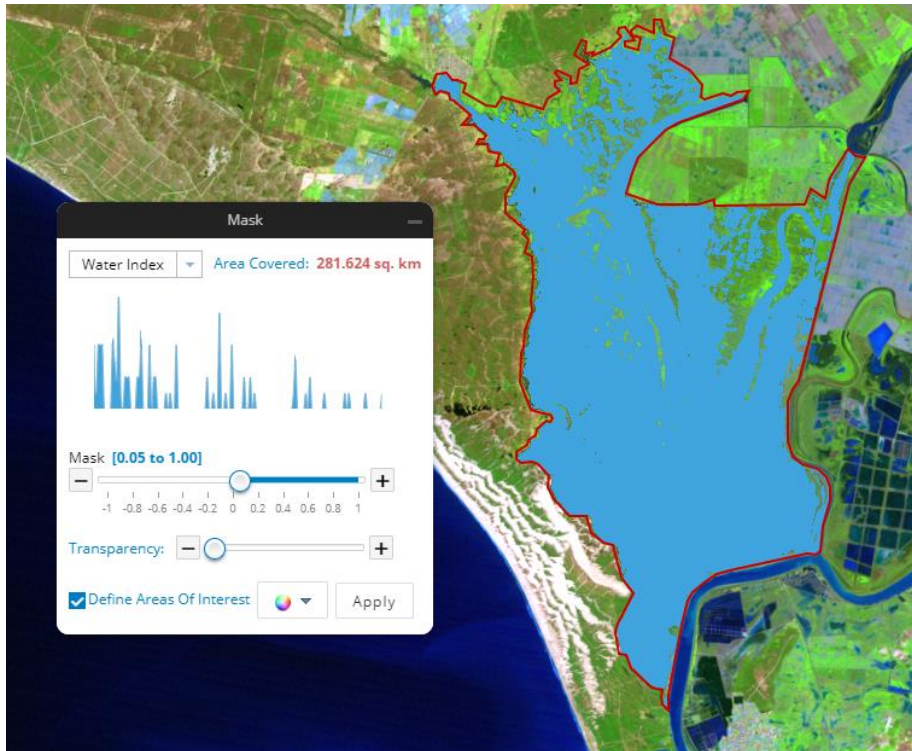 Mask
Water Index Area Covered: 281.624 sq. km
Mask [0.05 to 1.00]
-1 -0.8 -0.6 -0.4 -0.2 0 0.2 0.4 0.6 0.8 1
Transparency:
Define Areas Of Interest Apply